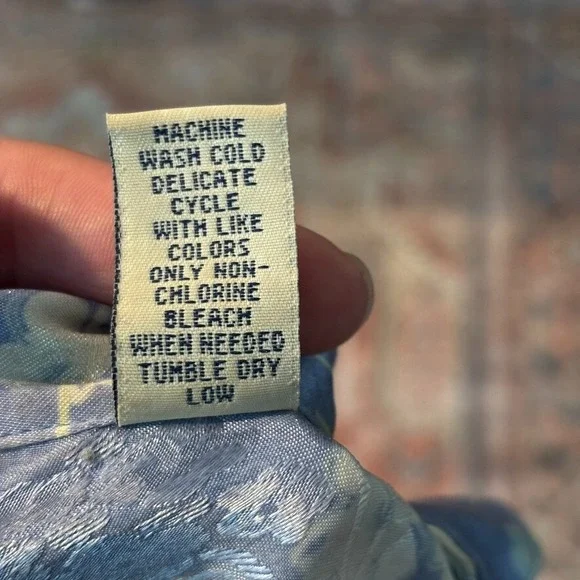 MACHINE
WASH COLD
DELICATE
CYCLE
WITH LIKE
COLORS
ONLY NON-
CHLORINE
BLEACH
WHEN NEEDED
TUMBLE DRY
LOW